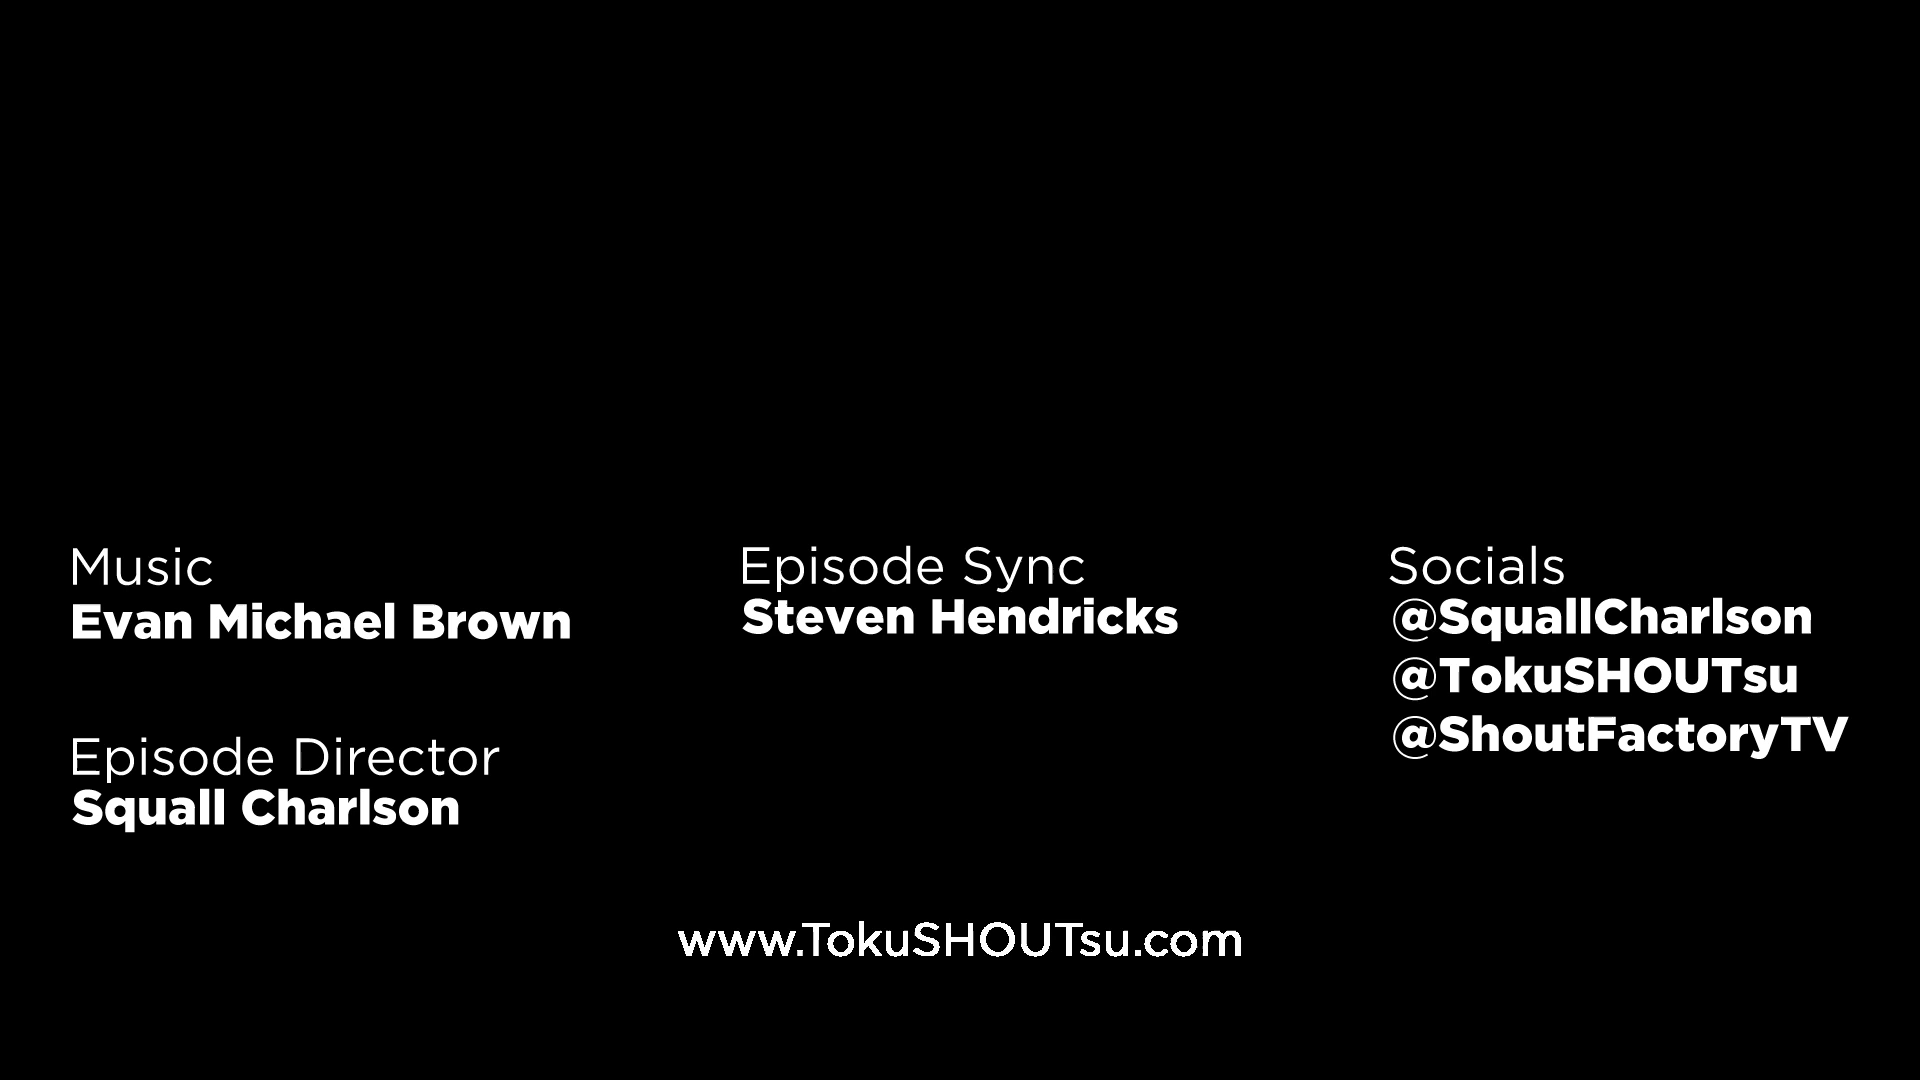 Music
Evan Michael Brown
Episode Director
Squall Charlson
Episode Sync
Steven Hendricks
Socials
@SquallCharlson
@TokuSHOUTsu
@ShoutFactoryTV
www.TokuSHOUTsu.com